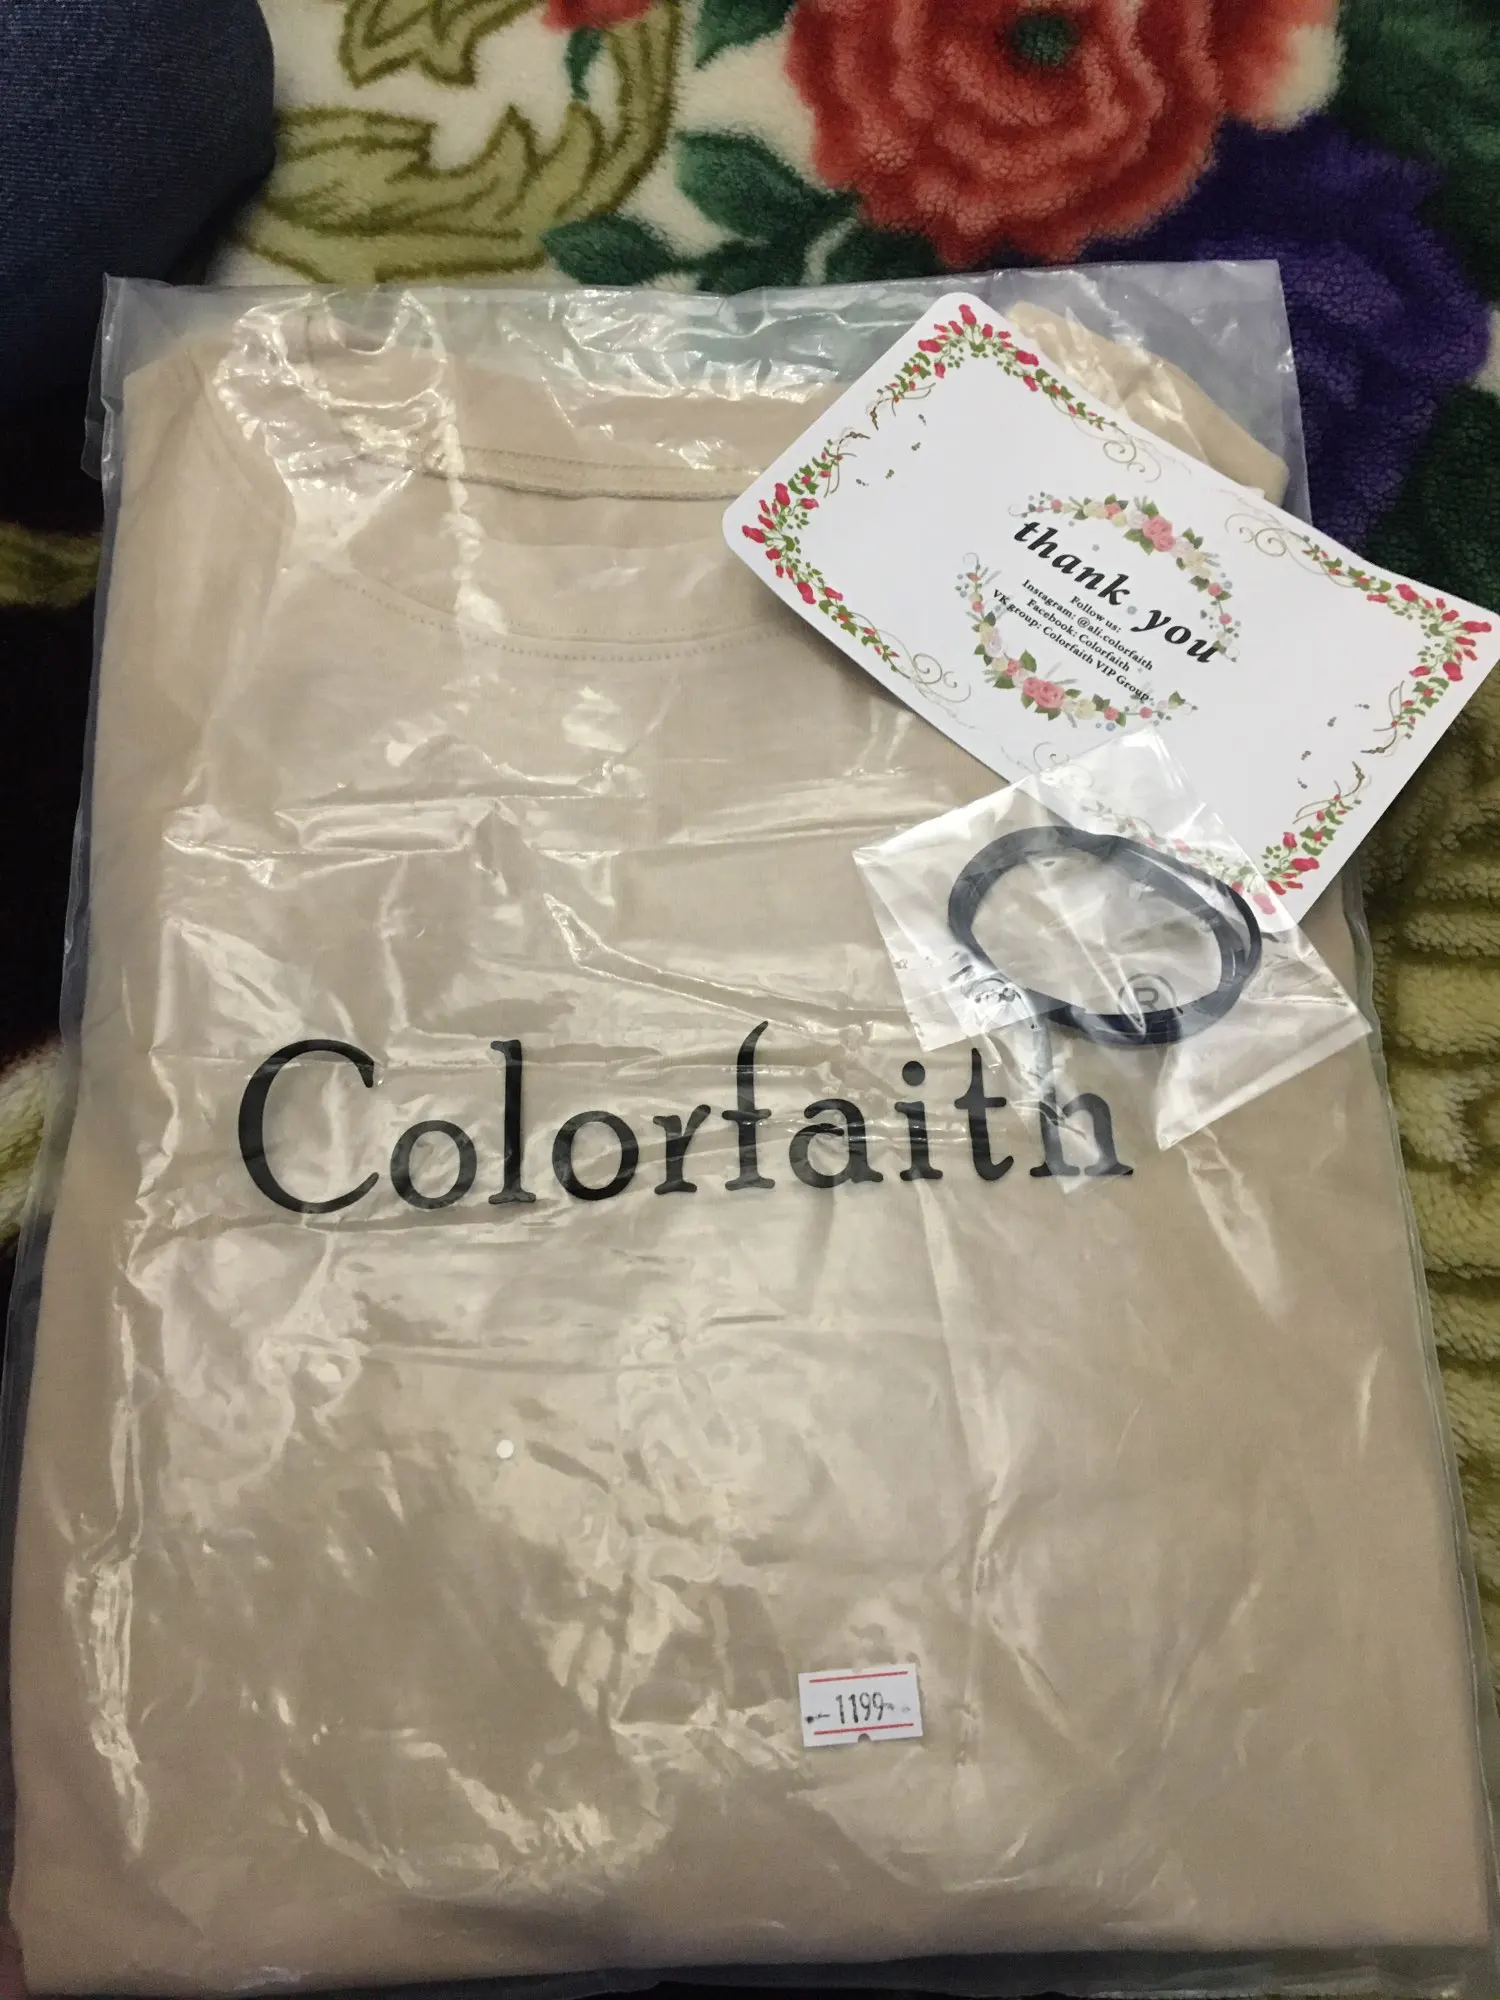 thank you
Follow us:
Instagram: @ali.colorfaith
Facebook: Colorfaith
VK group: Colorfaith VIP Group
®
Colorfaith
-1199-